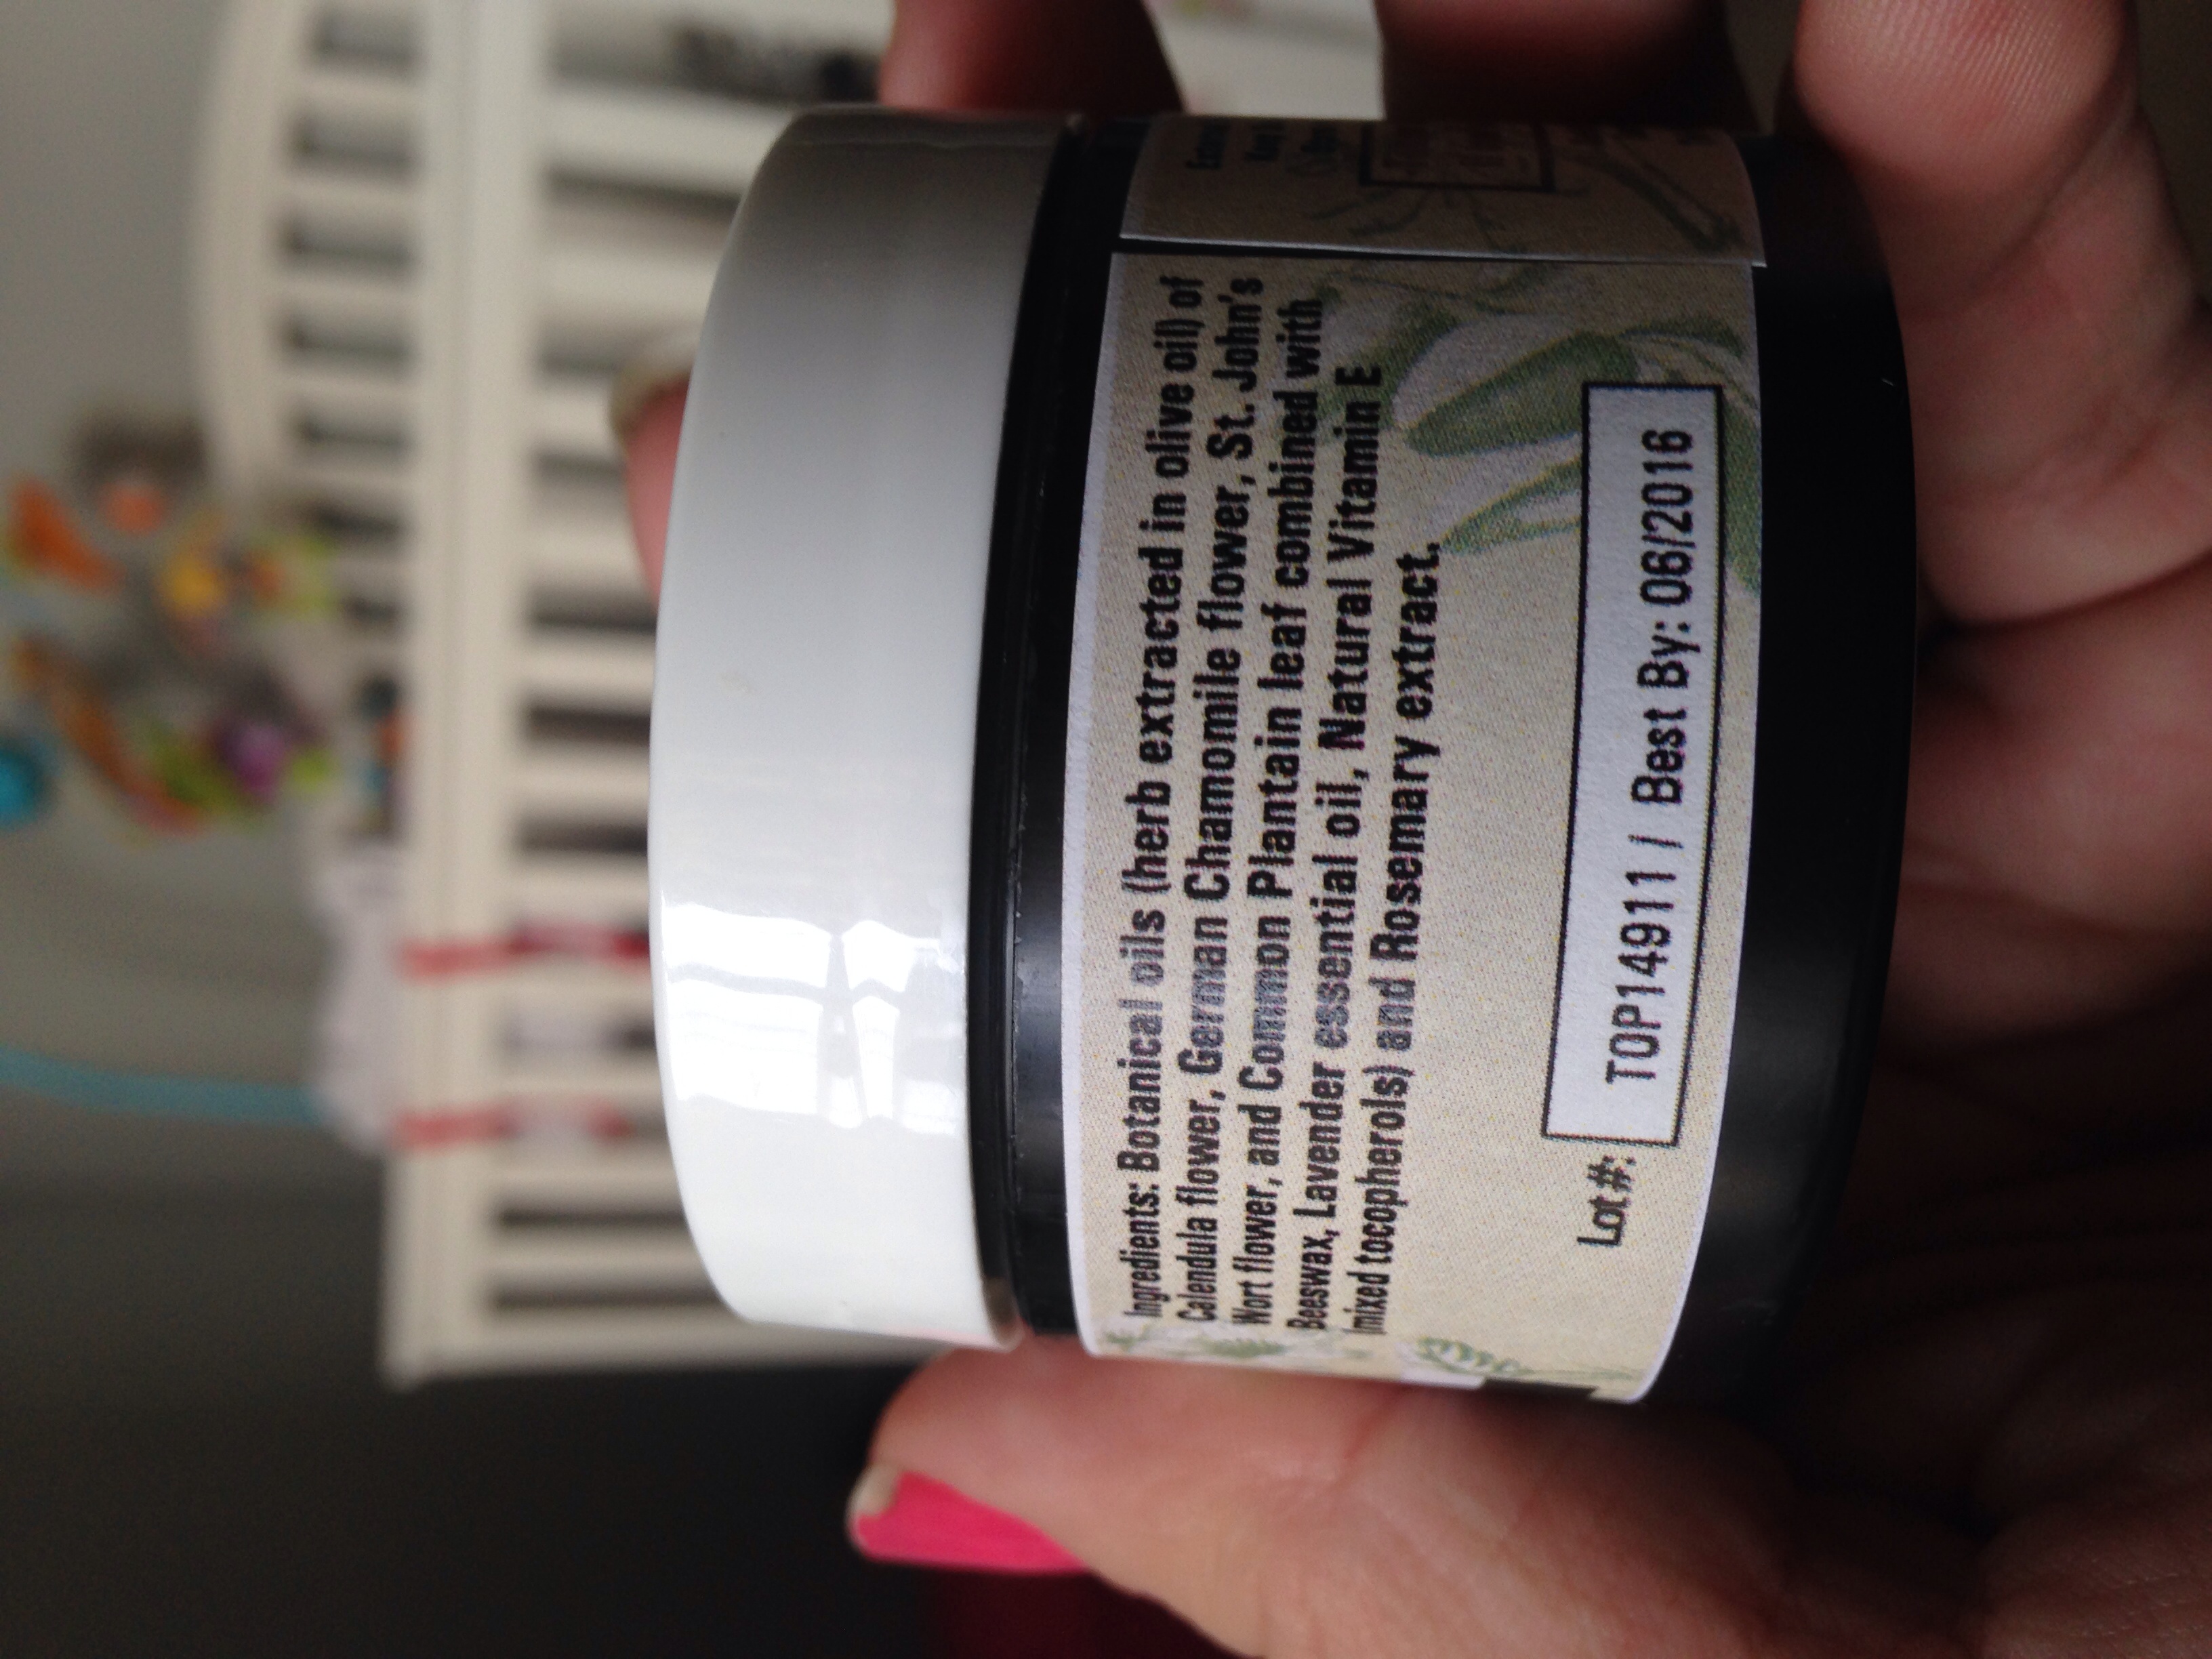 Ingredients: Botanical oils (herb extracted in olive oil) of
Calendula flower, German Chamomile flower, St. John's
Wort flower, and Common Plantain leaf combined with
Beeswax, Lavender essential oil, Natural Vitamin E
(mixed tocopherols) and Rosemary extract.
Lot#: TOP14911 / Best By: 06/2016